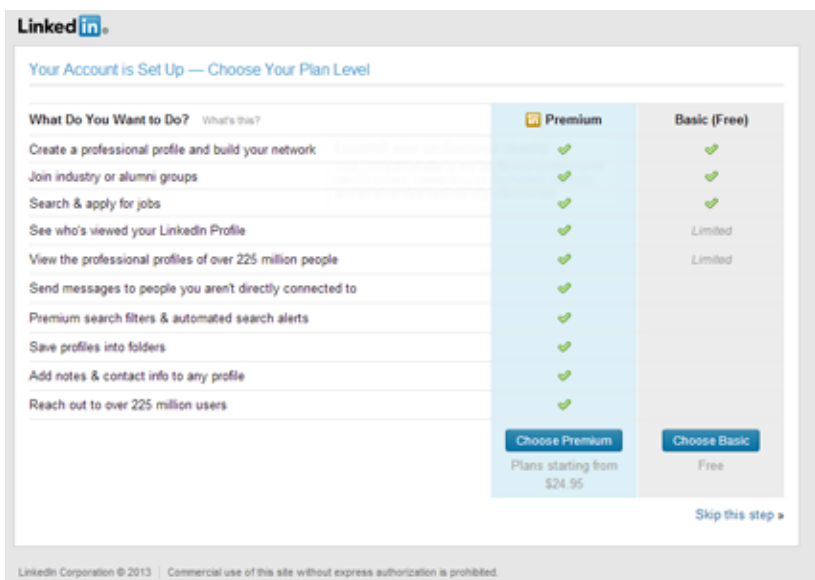 Linked in®
Your Account is Set Up — Choose Your Plan Level
What Do You Want to Do? What's this? in Premium Basic (Free)
Create a professional profile and build your network
Join industry or alumni groups
Search & apply for jobs
See who's viewed your LinkedIn Profile Limited
View the professional profiles of over 225 million people Limited
Send messages to people you aren't directly connected to
Premium search filters & automated search alerts
Save profiles into folders
Add notes & contact info to any profile
Reach out to over 225 million users
Choose Premium Choose Basic
Plans starting from Free
$24.95
Skip this step »
LinkedIn Corporation © 2013 | Commercial use of this site without express authorization is prohibited.